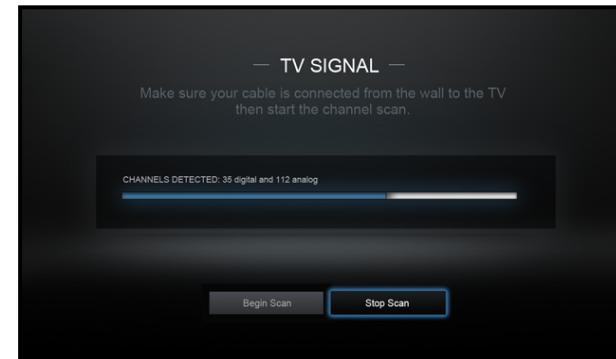 — TV SIGNAL —
Make sure your cable is connected from the wall to the TV
then start the channel scan.
CHANNELS DETECTED: 35 digital and 112 analog
Begin Scan
Stop Scan